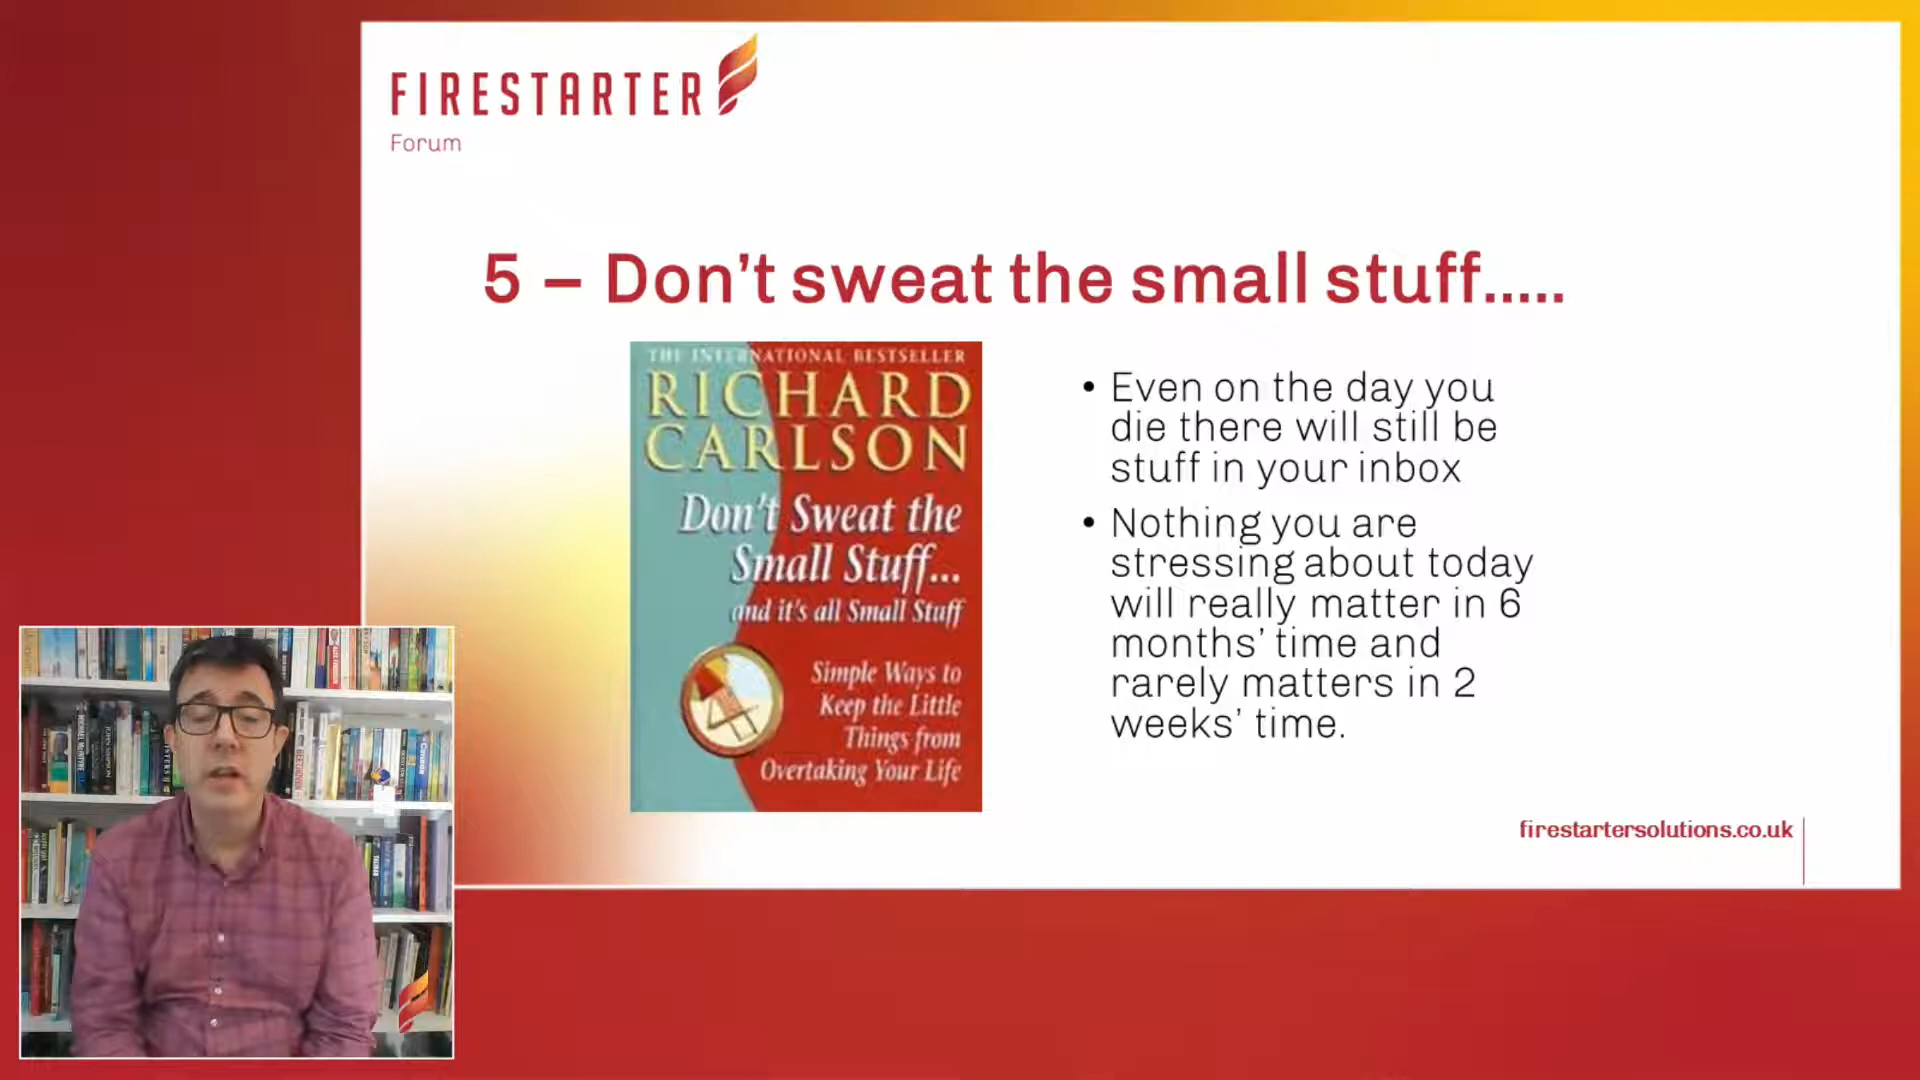 FIRESTARTER
Forum
5 – Don’t sweat the small stuff.....
THE INTERNATIONAL BESTSELLER
RICHARD
CARLSON
Don't Sweat the
Small Stuff...
and it's all Small Stuff
Simple Ways to
Keep the Little
Things from
Overtaking Your Life
• Even on the day you
die there will still be
stuff in your inbox
• Nothing you are
stressing about today
will really matter in 6
months’ time and
rarely matters in 2
weeks’ time.
firestartersolutions.co.uk